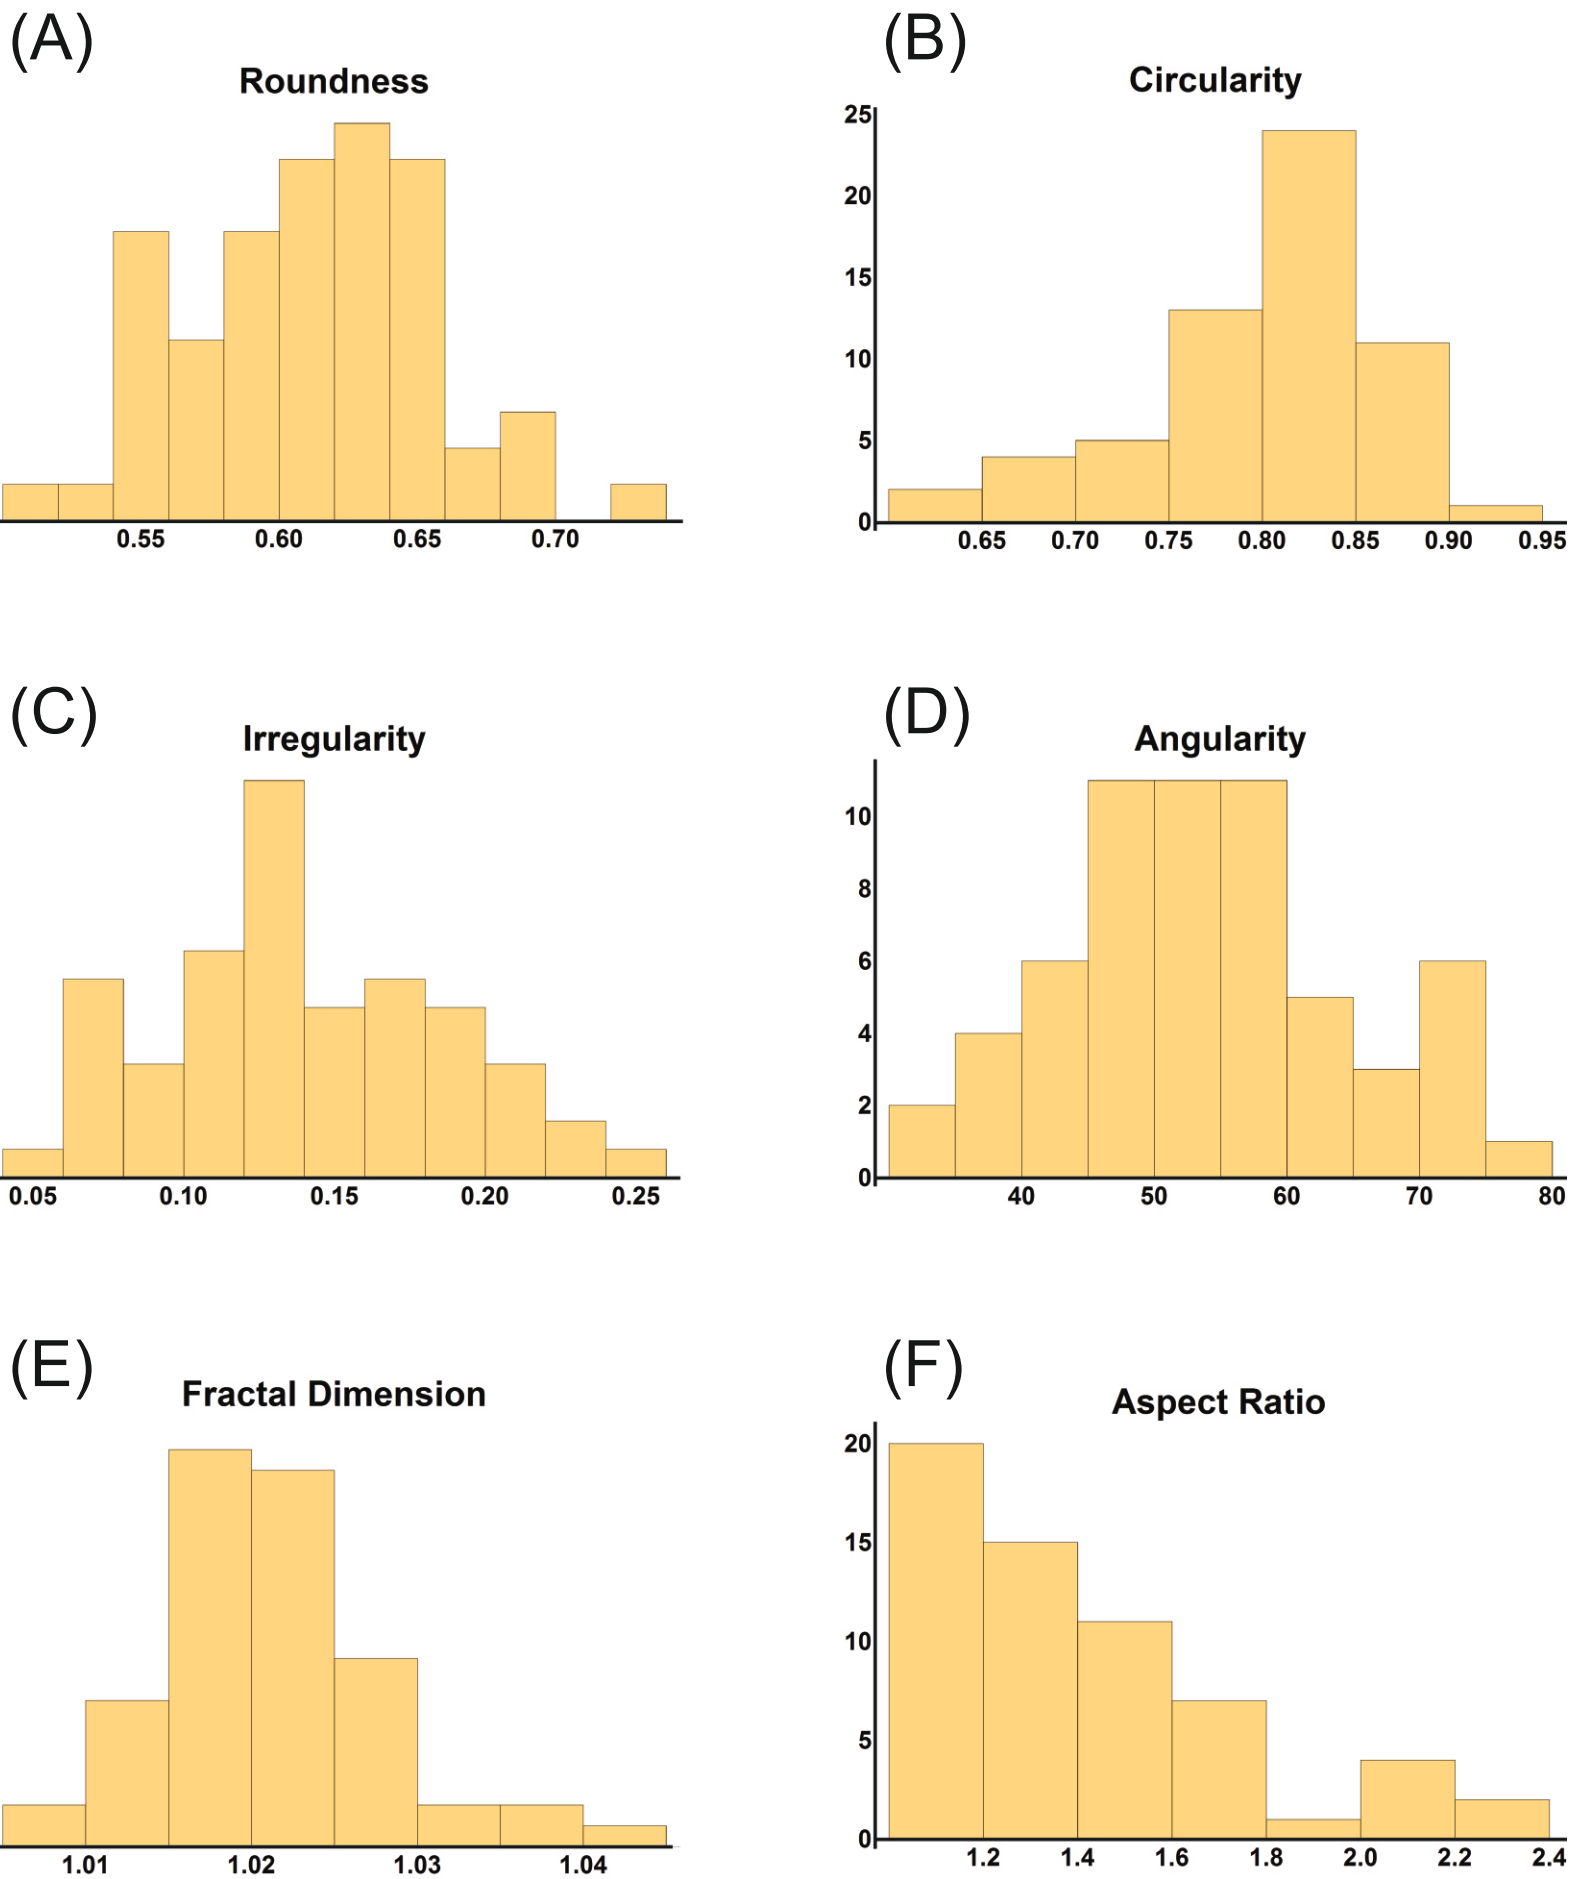 (A)
Roundness
0.55 0.60 0.65 0.70
(B)
Circularity
25
20
15
10
5
0
0.65 0.70 0.75 0.80 0.85 0.90 0.95
(C)
Irregularity
0.05 0.10 0.15 0.20 0.25
(D)
Angularity
10
8
6
4
2
0
40 50 60 70 80
(E)
Fractal Dimension
1.01 1.02 1.03 1.04
(F)
Aspect Ratio
20
15
10
5
0
1.2 1.4 1.6 1.8 2.0 2.2 2.4